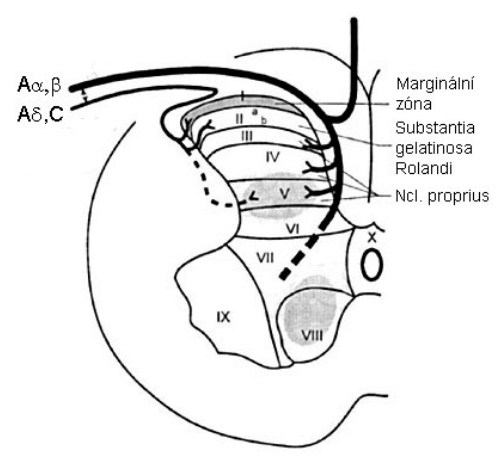 Aα,β
Aδ,C
Marginální
zóna
Substantia
gelatinosa
Rolandi
Ncl. proprius
I
II
a
b
III
IV
V
VI
VII
VIII
IX
X